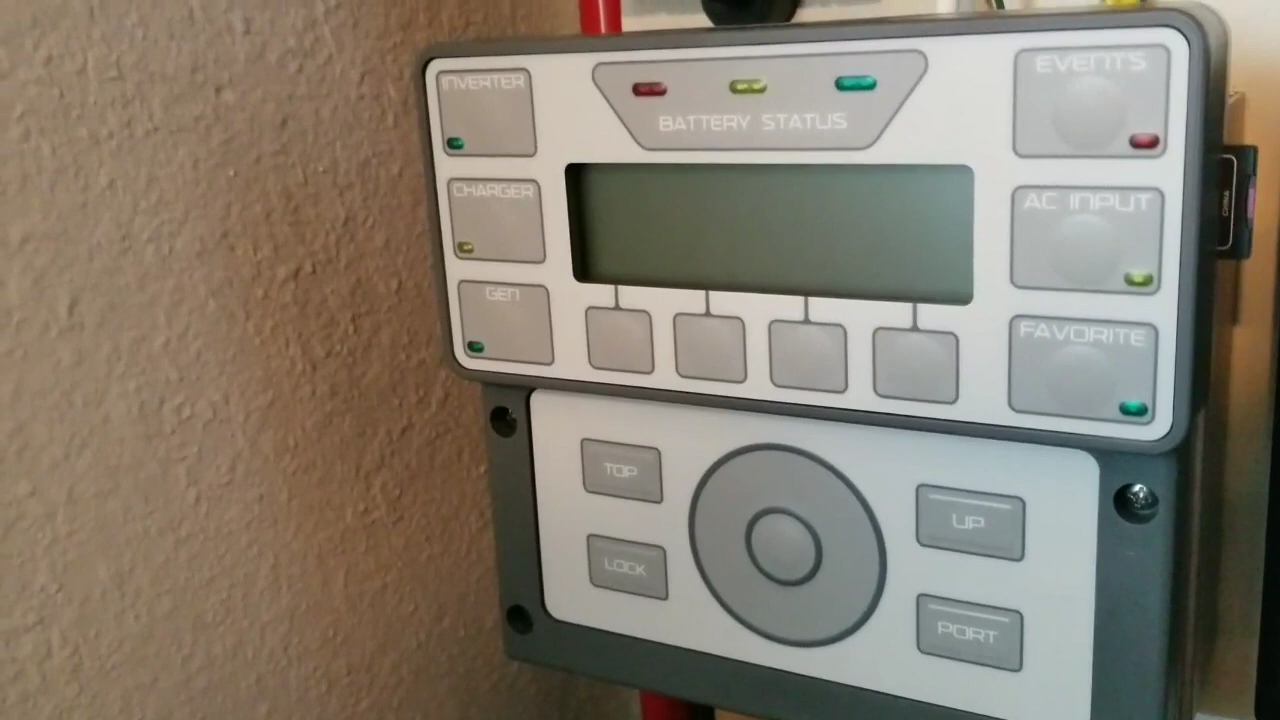 INVERTER
BATTERY STATUS
EVENTS
CHARGER
AC INPUT
GEN
FAVORITE
TOP
UP
LOCK
PORT